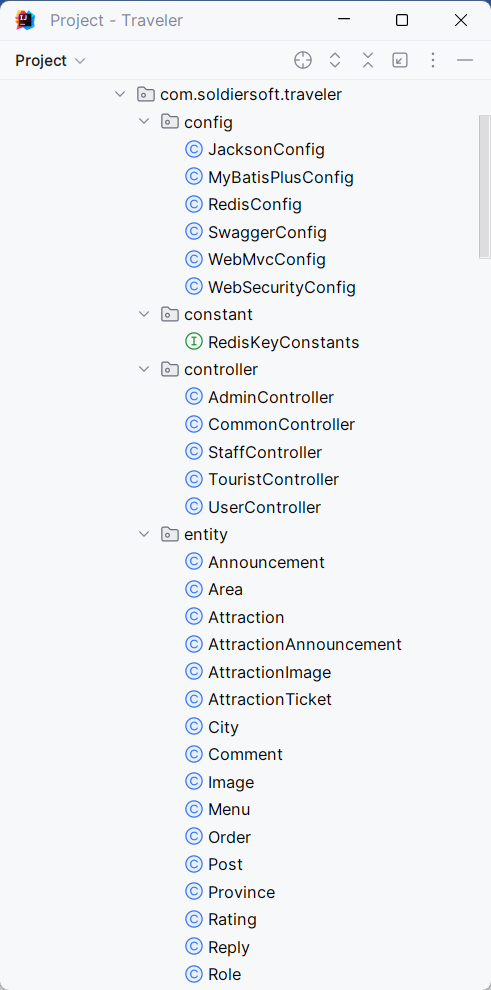 Project - Traveler
Project
com.soldiersoft.traveler
config
JacksonConfig
MyBatisPlusConfig
RedisConfig
SwaggerConfig
WebMvcConfig
WebSecurityConfig
constant
RedisKeyConstants
controller
AdminController
CommonController
StaffController
TouristController
UserController
entity
Announcement
Area
Attraction
AttractionAnnouncement
AttractionImage
AttractionTicket
City
Comment
Image
Menu
Order
Post
Province
Rating
Reply
Role